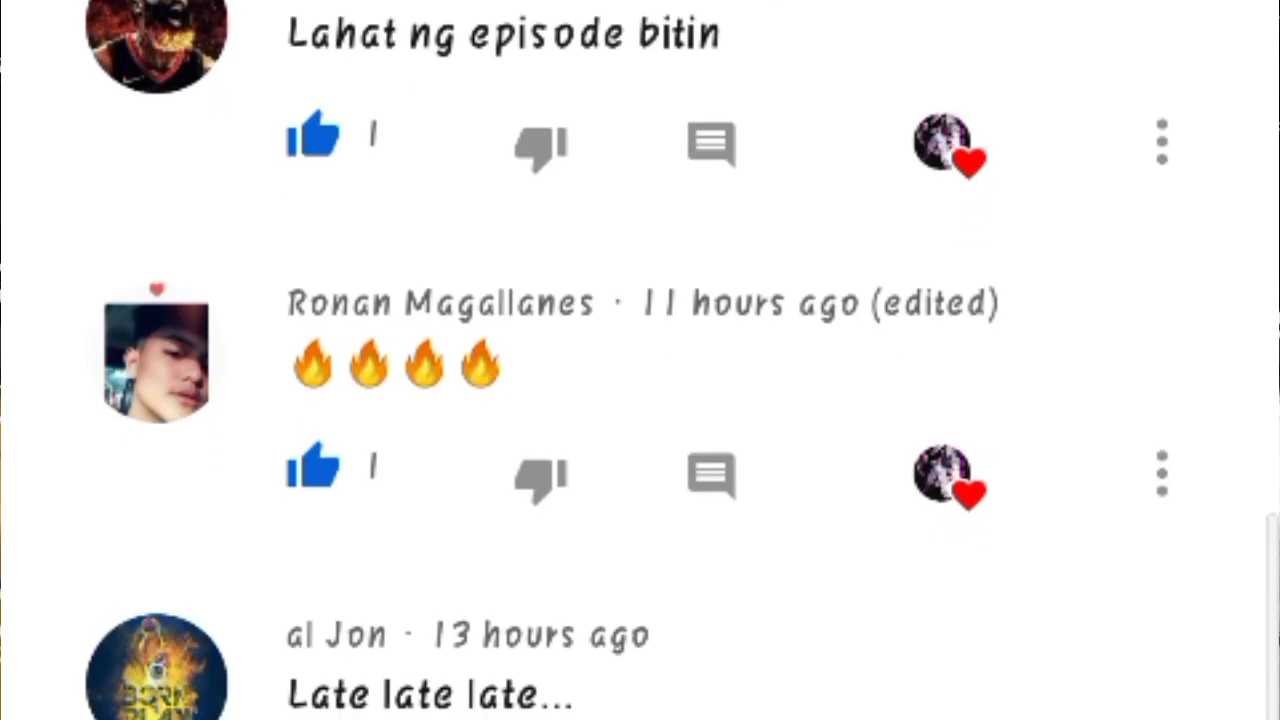 Lahat ng episode bitin
1
Ronan Magallanes · 11 hours ago (edited)
🔥🔥🔥🔥
1
al Jon · 13 hours ago
BORN
Late late late...